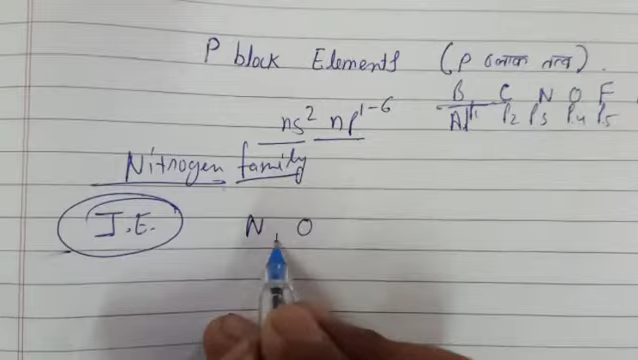 P block Elements (P ब्लाक तत्व).
B C N O F
Al p1 p2 p3 p4 p5
ns² np¹⁻⁶
Nitrogen family
I.E. N, O